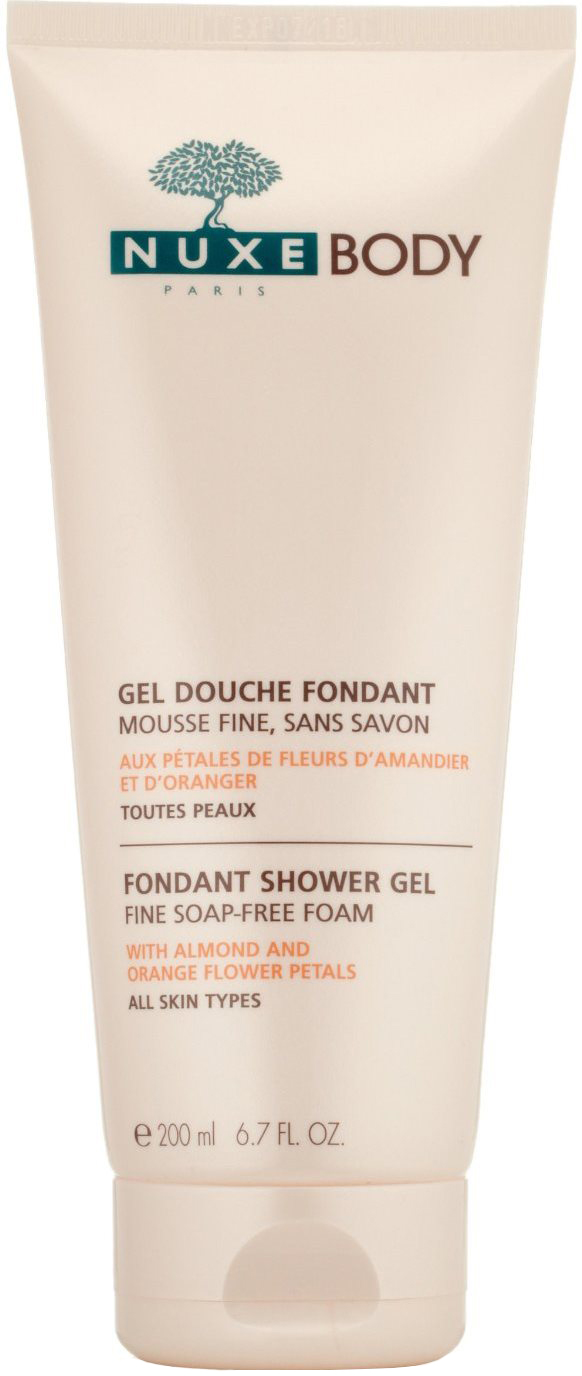 NUXE BODY
PARIS
GEL DOUCHE FONDANT
MOUSSE FINE, SANS SAVON
AUX PÉTALES DE FLEURS D'AMANDIER
ET D'ORANGER
TOUTES PEAUX
FONDANT SHOWER GEL
FINE SOAP-FREE FOAM
WITH ALMOND AND
ORANGE FLOWER PETALS
ALL SKIN TYPES
e 200 ml 6.7 FL. OZ.